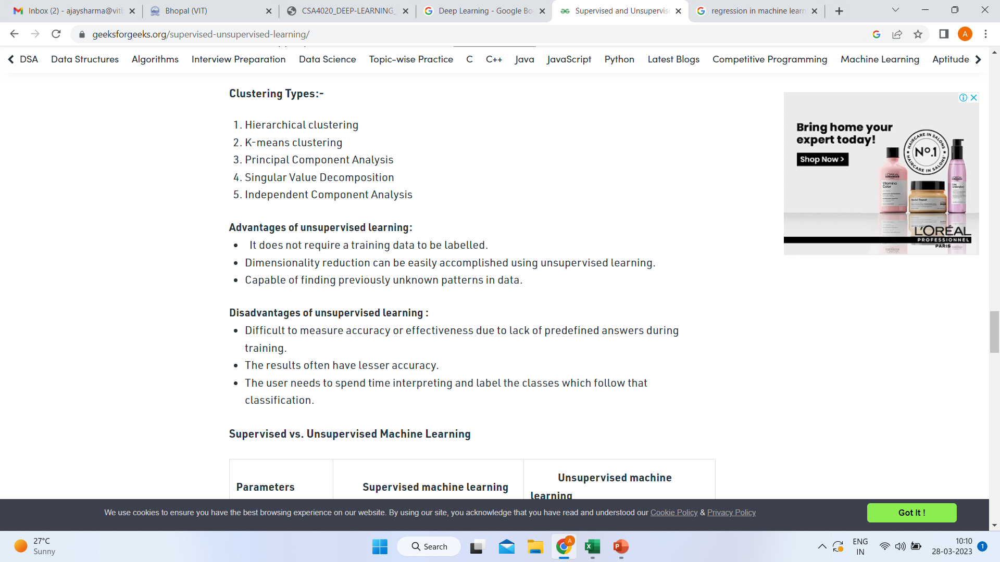 Inbox (2) - ajaysharma@vitb
Bhopal (VIT)
CSA4020_DEEP-LEARNING_
Deep Learning - Google Bo
Supervised and Unsupervis
regression in machine learn
geeksforgeeks.org/supervised-unsupervised-learning/
A
DSA Data Structures Algorithms Interview Preparation Data Science Topic-wise Practice C C++ Java JavaScript Python Latest Blogs Competitive Programming Machine Learning Aptitude
Clustering Types:-
1. Hierarchical clustering
2. K-means clustering
3. Principal Component Analysis
4. Singular Value Decomposition
5. Independent Component Analysis
Advantages of unsupervised learning:
• It does not require a training data to be labelled.
• Dimensionality reduction can be easily accomplished using unsupervised learning.
• Capable of finding previously unknown patterns in data.
Disadvantages of unsupervised learning :
• Difficult to measure accuracy or effectiveness due to lack of predefined answers during
training.
• The results often have lesser accuracy.
• The user needs to spend time interpreting and label the classes which follow that
classification.
Supervised vs. Unsupervised Machine Learning
Parameters
Supervised machine learning
Unsupervised machine
learning
Bring home your
expert today!
Shop Now >
HAIRCARE IN SALONS
Nº.1
HAIRCARE IN SALONS
Vitamino
Color
Absolut Repair
L'ORÉAL
PROFESSIONNEL
PARIS
We use cookies to ensure you have the best browsing experience on our website. By using our site, you acknowledge that you have read and understood our Cookie Policy & Privacy Policy
Got It !
27°C
Sunny
Search
A
ENG
IN
10:10
28-03-2023
1